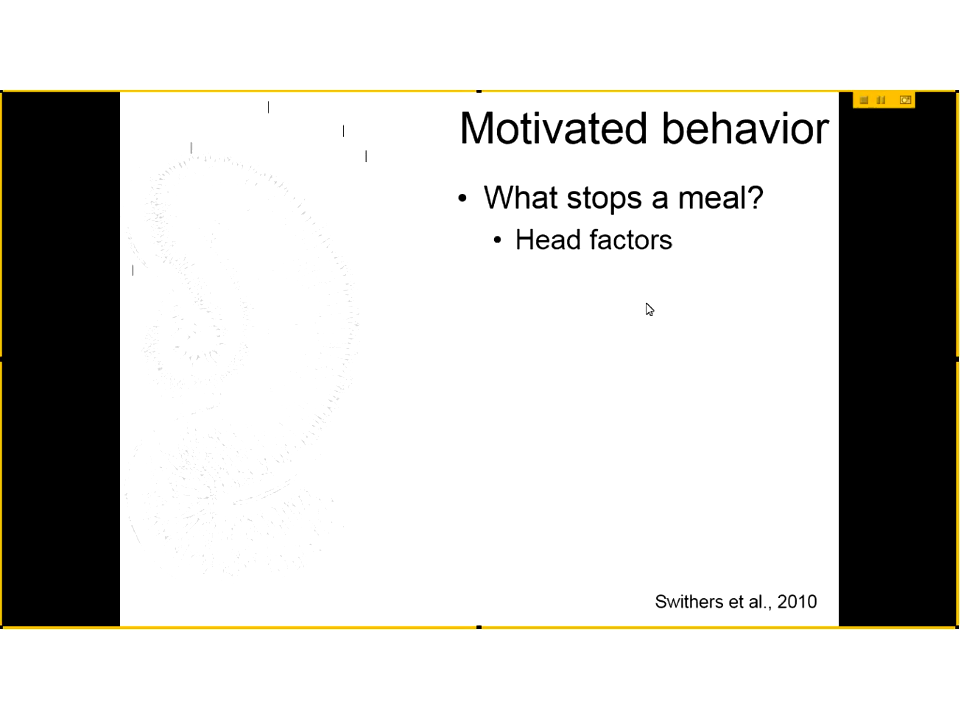 Motivated behavior
• What stops a meal?
• Head factors
Swithers et al., 2010